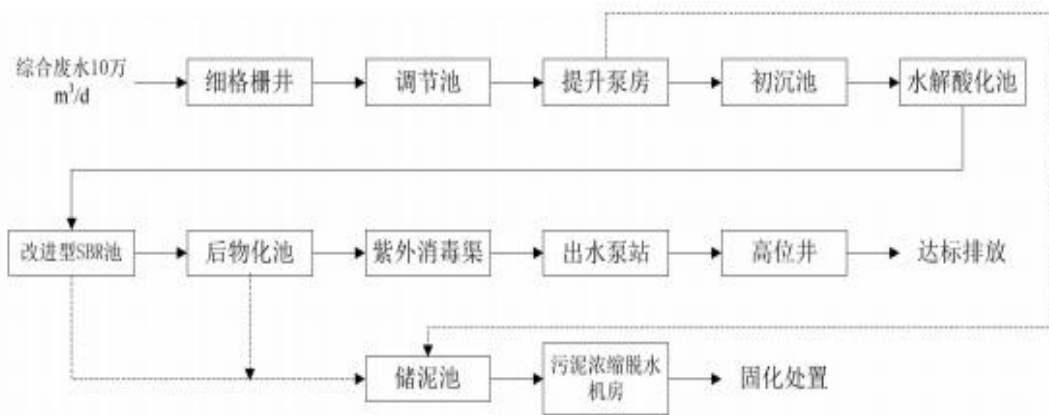 综合废水10万
m³/d
细格栅井
调节池
提升泵房
初沉池
水解酸化池
改进型SBR池
后物化池
紫外消毒渠
出水泵站
高位井
达标排放
储泥池
污泥浓缩脱水
机房
固化处置